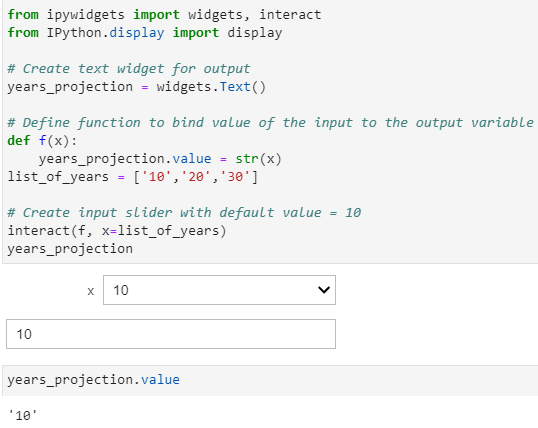 from ipywidgets import widgets, interact
from IPython.display import display
# Create text widget for output
years_projection = widgets.Text()
# Define function to bind value of the input to the output variable
def f(x):
    years_projection.value = str(x)
list_of_years = ['10','20','30']
# Create input slider with default value = 10
interact(f, x=list_of_years)
years_projection
x 10
10
years_projection.value
'10'